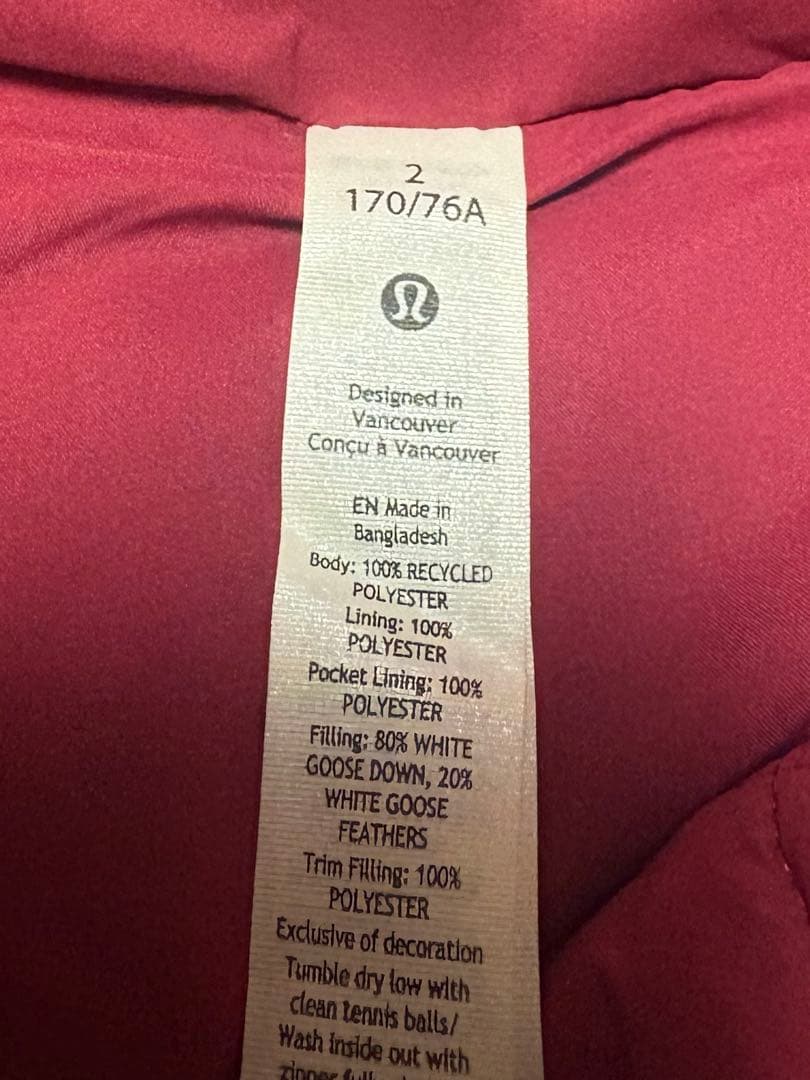 2
170/76A
Designed in
Vancouver
Conçu à Vancouver
EN Made in
Bangladesh
Body: 100% RECYCLED
POLYESTER
Lining: 100%
POLYESTER
Pocket Lining: 100%
POLYESTER
Filling: 80% WHITE
GOOSE DOWN, 20%
WHITE GOOSE
FEATHERS
Trim Filling: 100%
POLYESTER
Exclusive of decoration
Tumble dry low with
clean tennis balls/
Wash inside out with
zipper